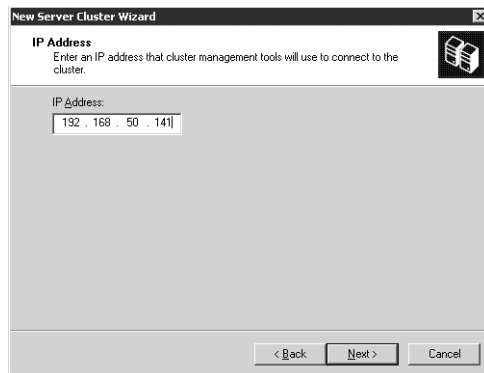 New Server Cluster Wizard
IP Address
Enter an IP address that cluster management tools will use to connect to the
cluster.
IP Address:
192 . 168 . 50 . 141
< Back
Next >
Cancel